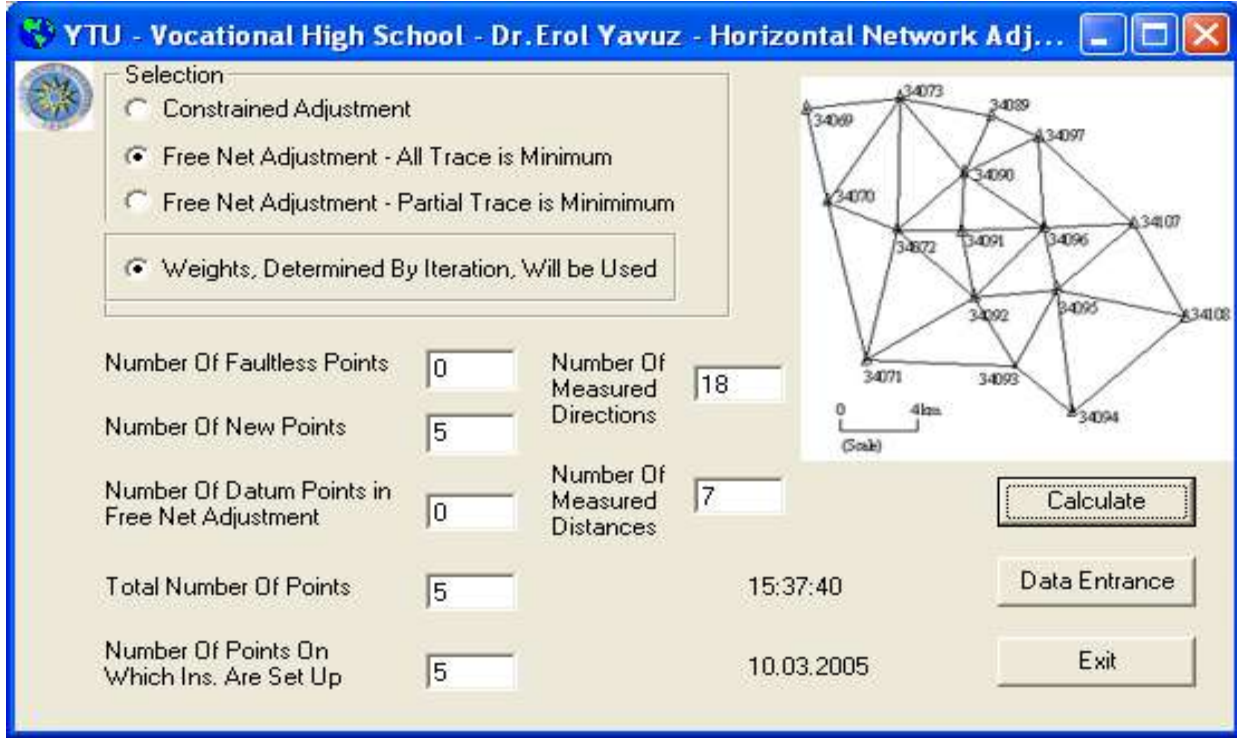 YTU - Vocational High School - Dr.Erol Yavuz - Horizontal Network Adj...
Selection
Constrained Adjustment
Free Net Adjustment - All Trace is Minimum
Free Net Adjustment - Partial Trace is Minimimum
Weights, Determined By Iteration, Will be Used
34073
34069
34089
34097
34090
34070
34107
34072
34091
34096
34092
34095
34108
34071
34093
34094
0 4km
(Scale)
Number Of Faultless Points 0
Number Of
Measured
Directions
18
Number Of New Points 5
Number Of Datum Points in
Free Net Adjustment
0
Number Of
Measured
Distances
7
Calculate
Total Number Of Points 5
15:37:40
Data Entrance
Number Of Points On
Which Ins. Are Set Up
5
10.03.2005
Exit